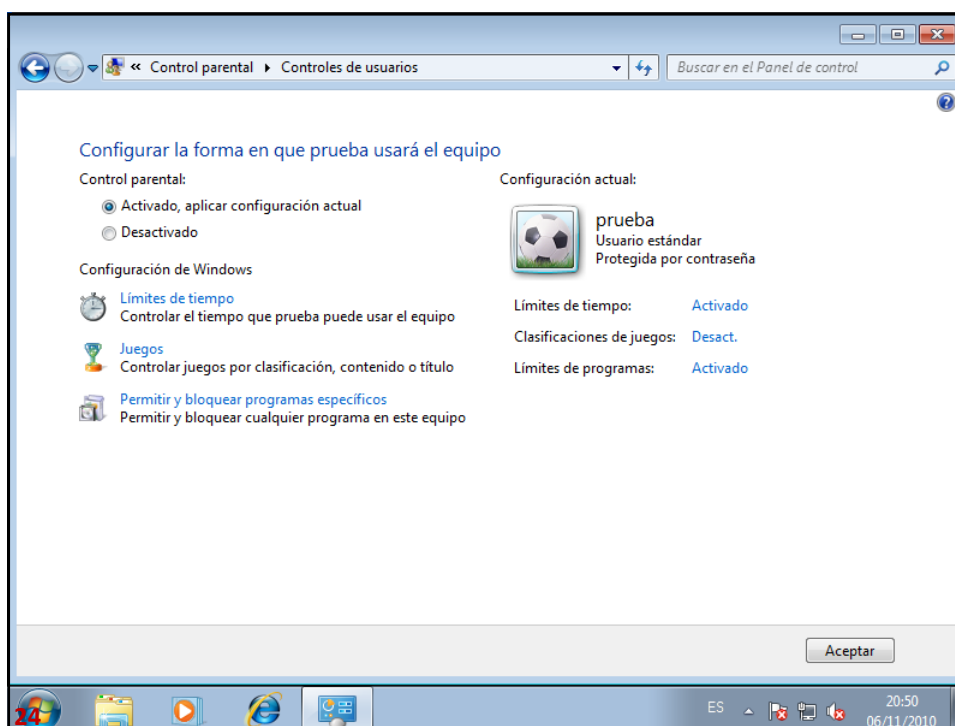 « Control parental ▸ Controles de usuarios
Buscar en el Panel de control
Configurar la forma en que prueba usará el equipo
Control parental:
Activado, aplicar configuración actual
Desactivado
Configuración de Windows
Límites de tiempo
Controlar el tiempo que prueba puede usar el equipo
Juegos
Controlar juegos por clasificación, contenido o título
Permitir y bloquear programas específicos
Permitir y bloquear cualquier programa en este equipo
Configuración actual:
prueba
Usuario estándar
Protegida por contraseña
Límites de tiempo: Activado
Clasificaciones de juegos: Desact.
Límites de programas: Activado
Aceptar
24
ES
20:50
06/11/2010